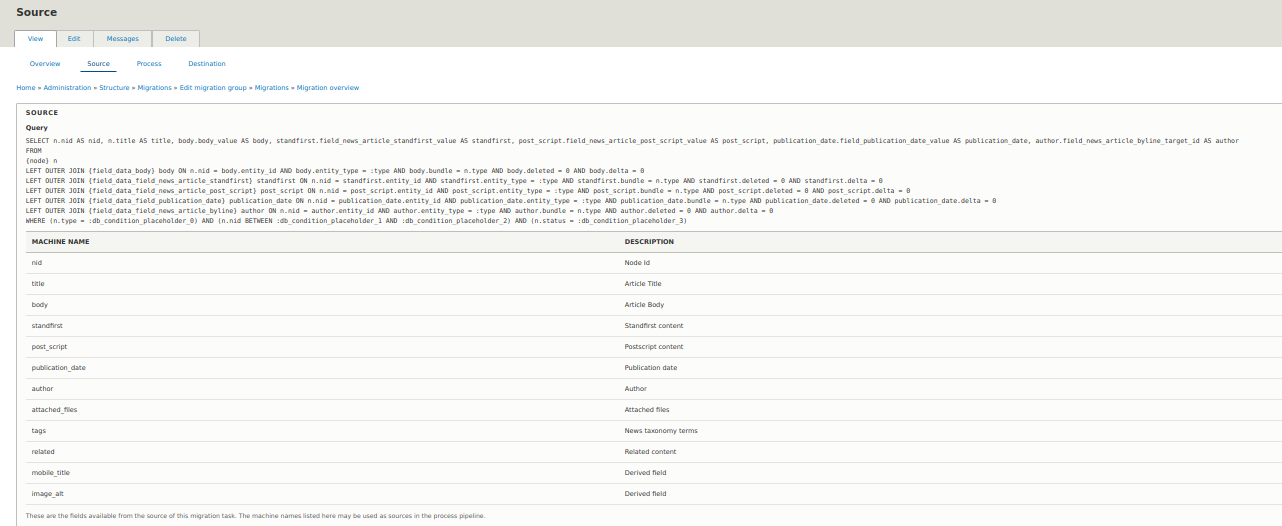 Source
View Edit Messages Delete
Overview Source Process Destination
Home » Administration » Structure » Migrations » Edit migration group » Migrations » Migration overview
SOURCE
Query
SELECT n.nid AS nid, n.title AS title, body.body_value AS body, standfirst.field_news_article_standfirst_value AS standfirst, post_script.field_news_article_post_script_value AS post_script, publication_date.field_publication_date_value AS publication_date, author.field_news_article_byline_target_id AS author
FROM
{node} n
LEFT OUTER JOIN {field_data_body} body ON n.nid = body.entity_id AND body.entity_type = :type AND body.bundle = n.type AND body.deleted = 0 AND body.delta = 0
LEFT OUTER JOIN {field_data_field_news_article_standfirst} standfirst ON n.nid = standfirst.entity_id AND standfirst.entity_type = :type AND standfirst.bundle = n.type AND standfirst.deleted = 0 AND standfirst.delta = 0
LEFT OUTER JOIN {field_data_field_news_article_post_script} post_script ON n.nid = post_script.entity_id AND post_script.entity_type = :type AND post_script.bundle = n.type AND post_script.deleted = 0 AND post_script.delta = 0
LEFT OUTER JOIN {field_data_field_publication_date} publication_date ON n.nid = publication_date.entity_id AND publication_date.entity_type = :type AND publication_date.bundle = n.type AND publication_date.deleted = 0 AND publication_date.delta = 0
LEFT OUTER JOIN {field_data_field_news_article_byline} author ON n.nid = author.entity_id AND author.entity_type = :type AND author.bundle = n.type AND author.deleted = 0 AND author.delta = 0
WHERE (n.type = :db_condition_placeholder_0) AND (n.nid BETWEEN :db_condition_placeholder_1 AND :db_condition_placeholder_2) AND (n.status = :db_condition_placeholder_3)
MACHINE NAME DESCRIPTION
nid Node Id
title Article Title
body Article Body
standfirst Standfirst content
post_script Postscript content
publication_date Publication date
author Author
attached_files Attached files
tags News taxonomy terms
related Related content
mobile_title Derived field
image_alt Derived field
These are the fields available from the source of this migration task. The machine names listed here may be used as sources in the process pipeline.